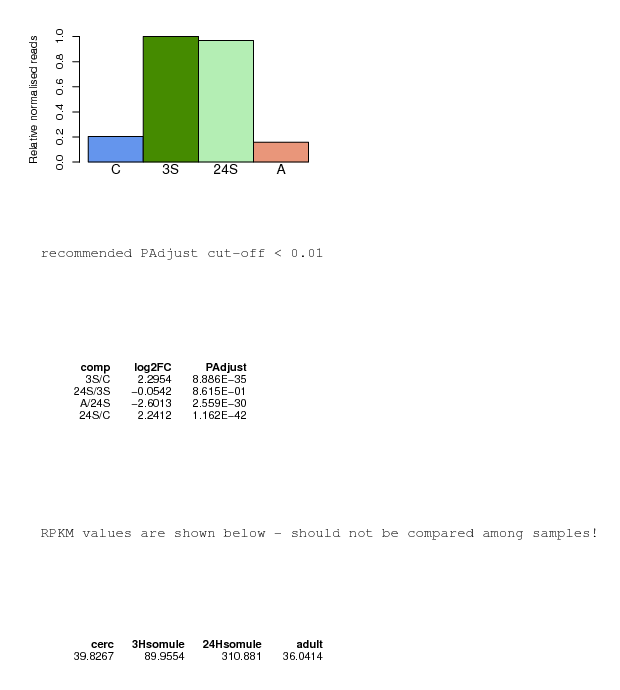 Relative normalised reads
1.0
0.8
0.6
0.4
0.2
0.0
C 3S 24S A
recommended PAdjust cut-off < 0.01
comp log2FC PAdjust
3S/C 2.2954 8.886E-35
24S/3S -0.0542 8.615E-01
A/24S -2.6013 2.559E-30
24S/C 2.2412 1.162E-42
RPKM values are shown below - should not be compared among samples!
cerc 3Hsomule 24Hsomule adult
39.8267 89.9554 310.881 36.0414